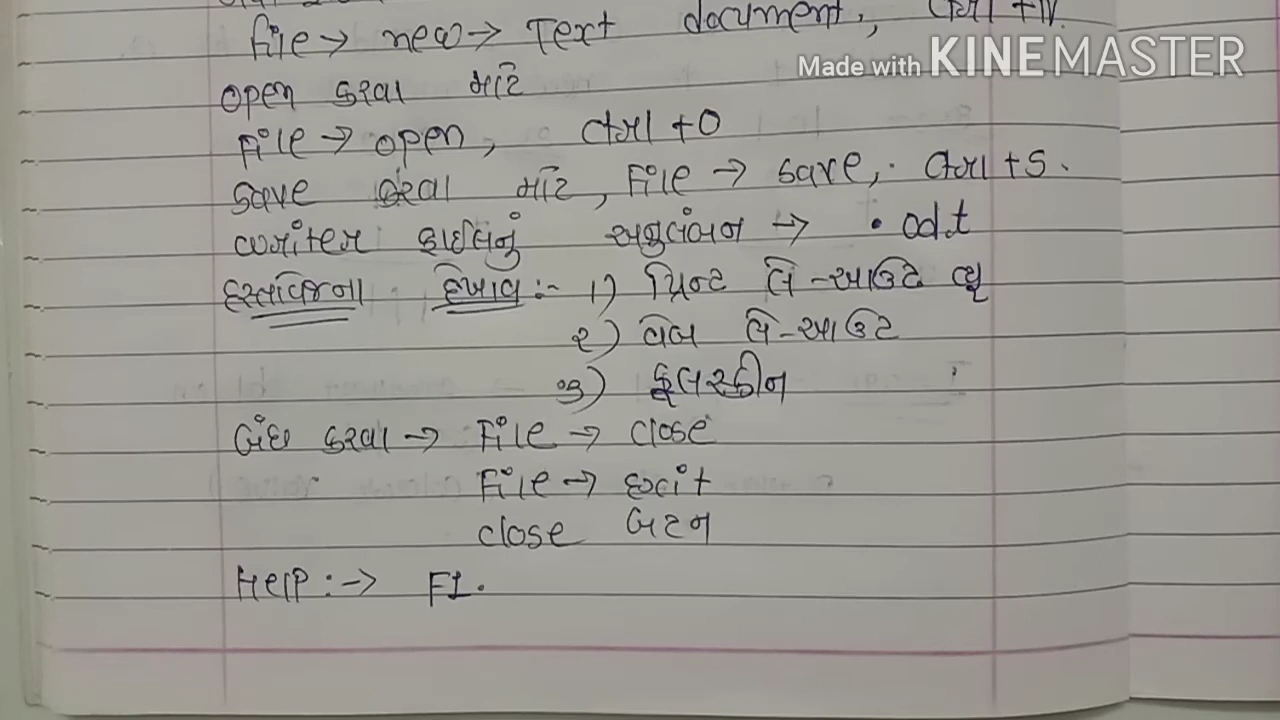 File → new → Text document, Ctrl + N.
Made with KINEMASTER
open કરવા માટે
File → open, Ctrl + O
save કરવા માટે, File → save, Ctrl + S.
writer ફાઈલનું અનુલંબન → .odt
દસ્તાવેજના દેખાવ :- 1) પ્રિન્ટ લે-આઉટ વ્યૂ
૨) વેબ લે-આઉટ
૩) ફૂલસ્ક્રીન
બંધ કરવા → File → close
File → exit
close બટન
Help :→ F1.